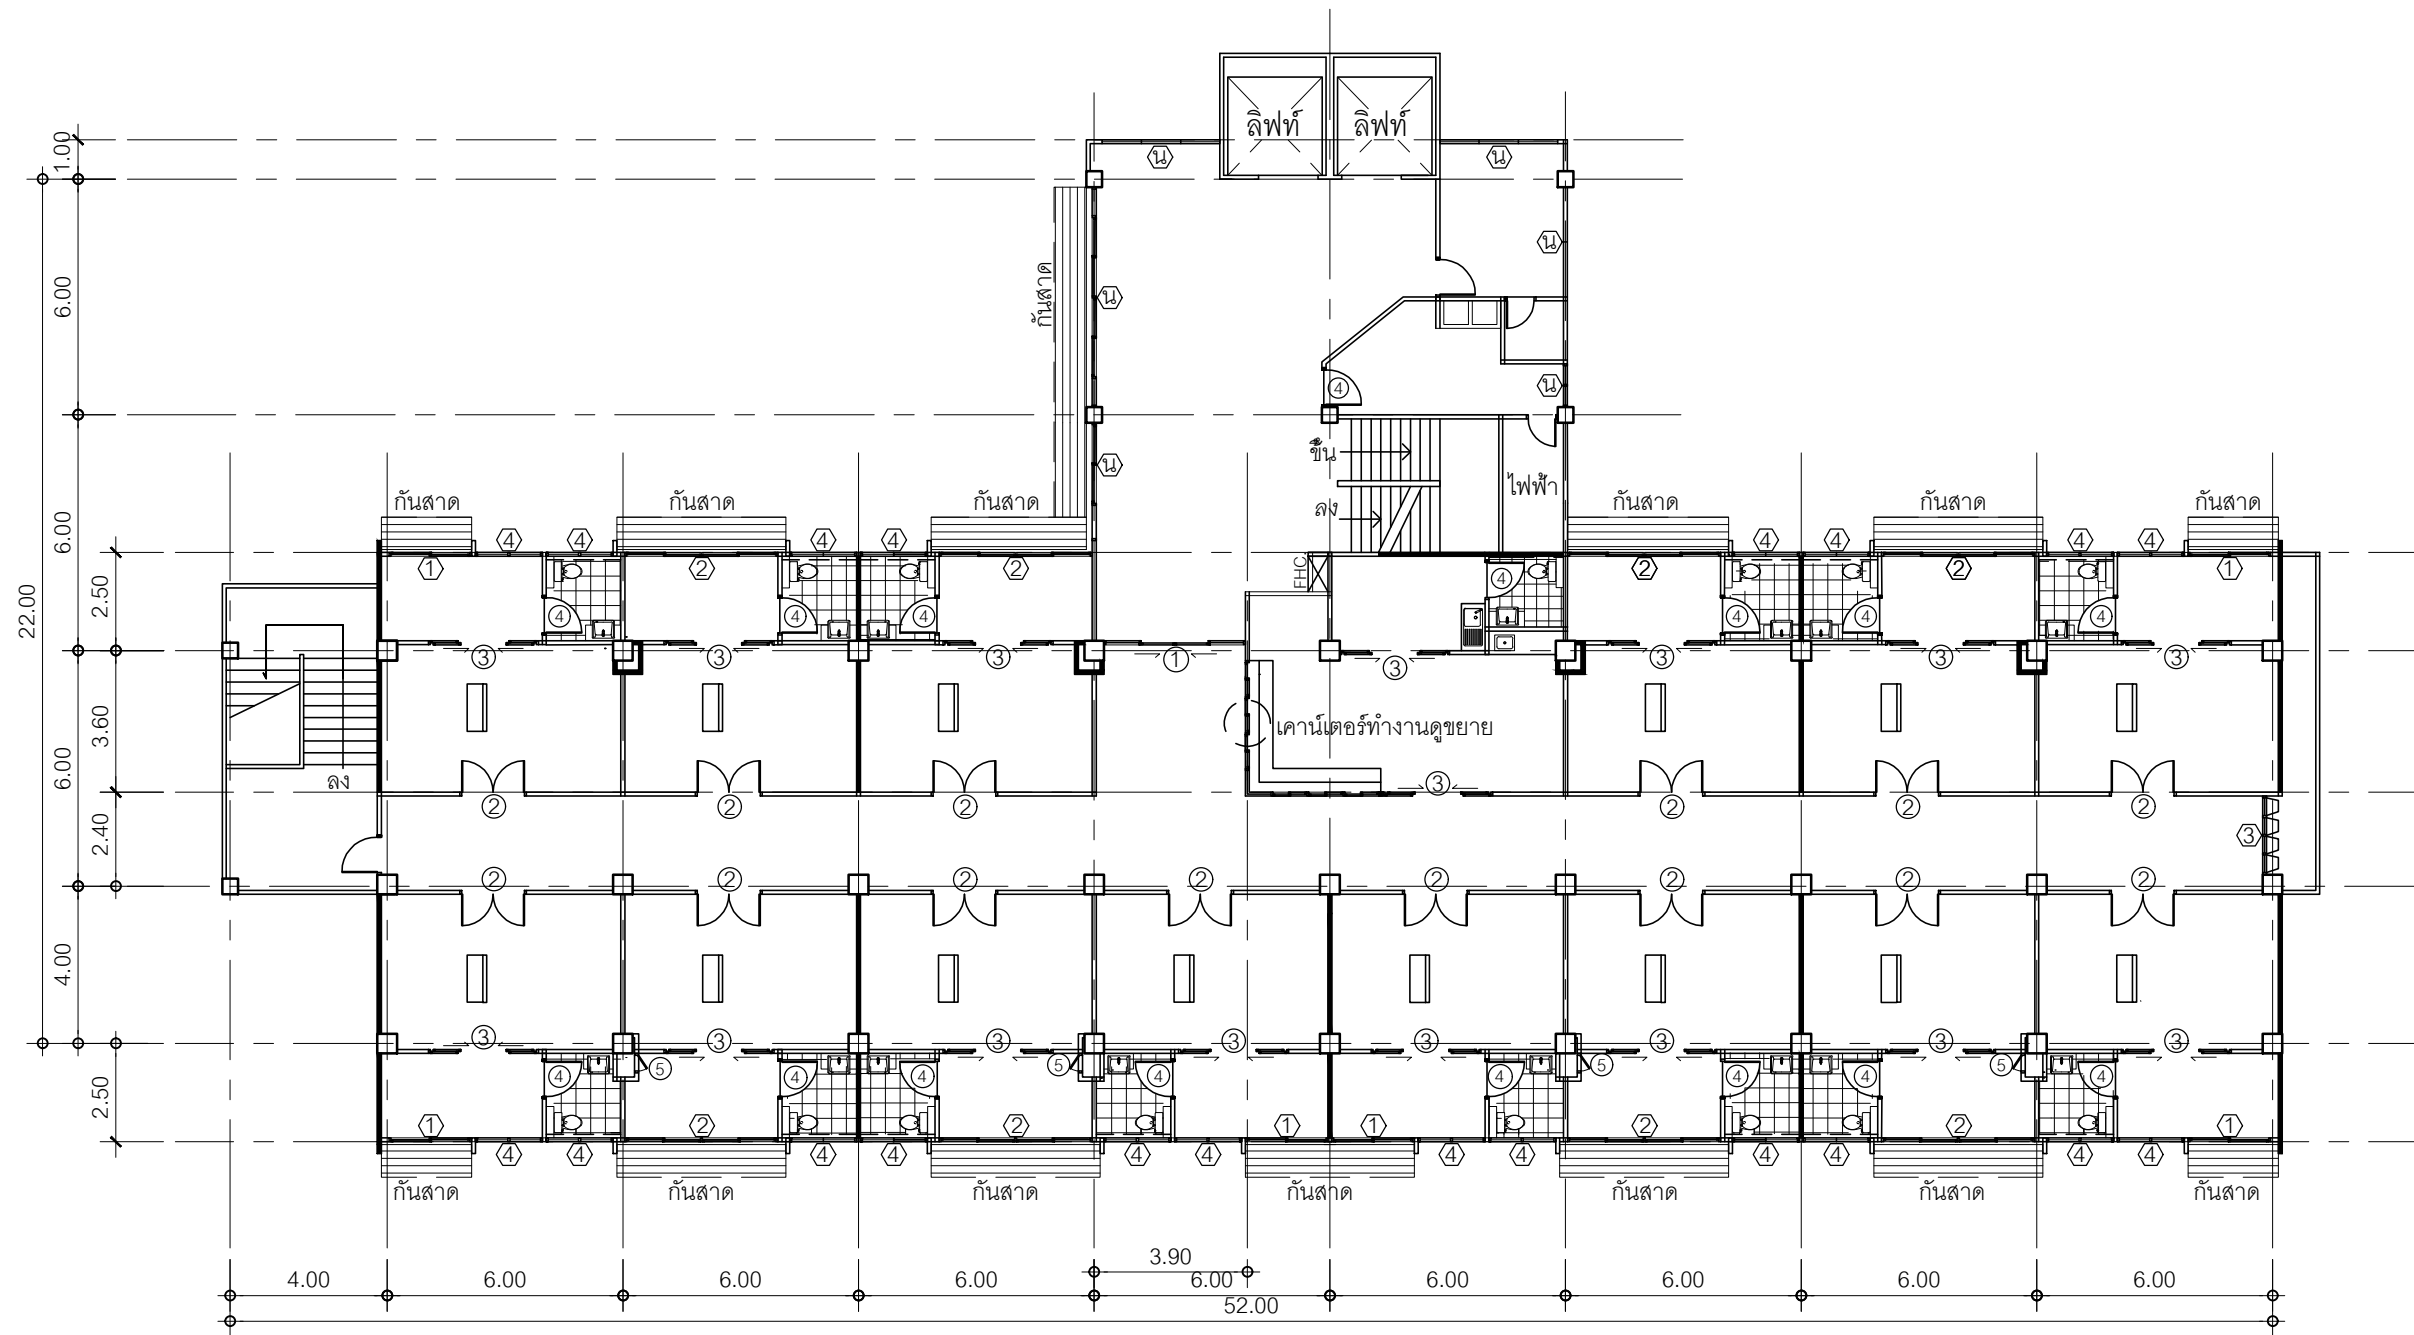 ลิฟท์ ลิฟท์
1.00
น น
น
6.00
กันสาด
น
4
น
ขึ้น
น
ไฟฟ้า
ลง
กันสาด กันสาด กันสาด กันสาด กันสาด กันสาด
6.00
4 4 4 4 4 4 4 4
1 2 2 2 2 1
FHC.
2.50
22.00
4 4 4 4 4 4 4
3 3 3 1 3 3 3 3
3.60
6.00
เคาน์เตอร์ทำงานดูขยาย
ลง
3
2 2 2 2 2 2
2.40
3
2 2 2 2 2 2 2 2
4.00
3 3 3 3 3 3 3 3
5 5 5 5
4 4 4 4 4 4 4 4
2.50
1 2 2 1 1 2 2 1
4 4 4 4 4 4 4 4 4 4 4 4
กันสาด กันสาด กันสาด กันสาด กันสาด กันสาด กันสาด
3.90
4.00 6.00 6.00 6.00 6.00 6.00 6.00 6.00 6.00
52.00